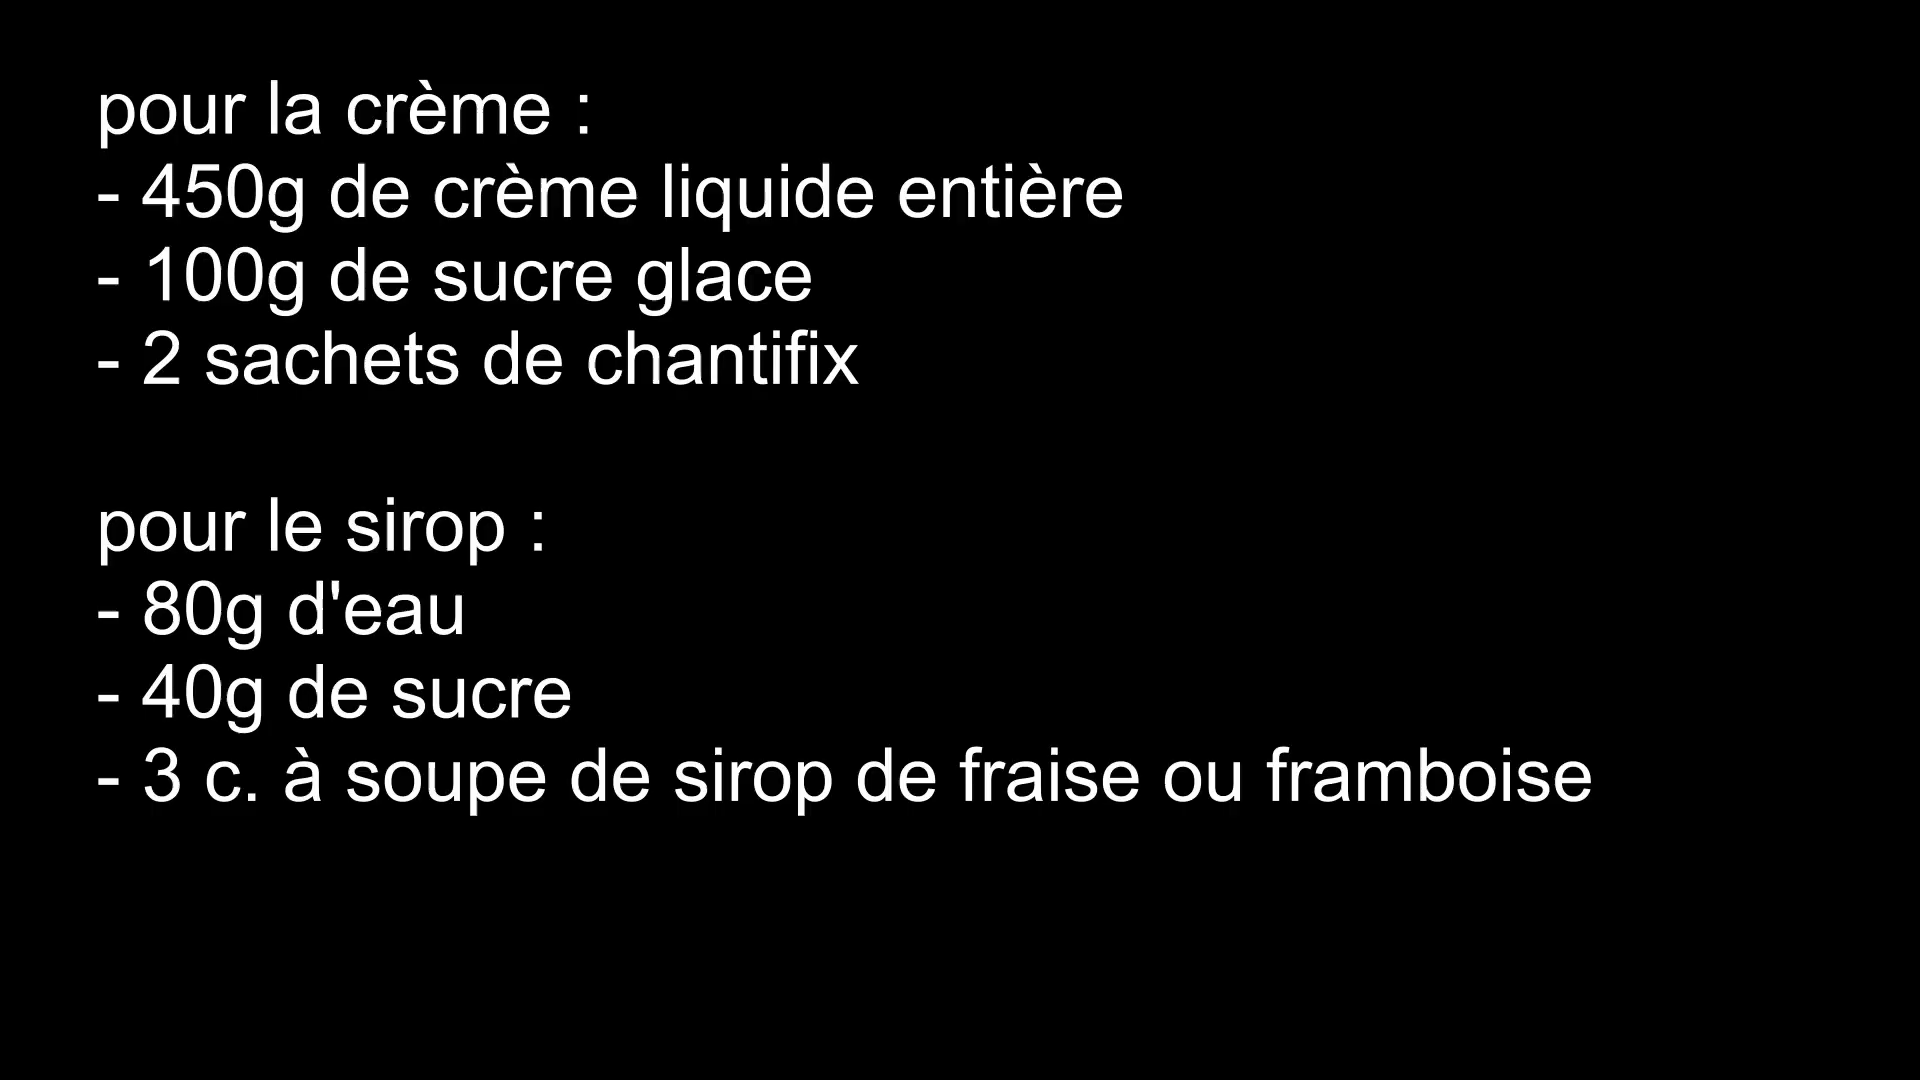 pour la crème :
- 450g de crème liquide entière
- 100g de sucre glace
- 2 sachets de chantifix
pour le sirop :
- 80g d'eau
- 40g de sucre
- 3 c. à soupe de sirop de fraise ou framboise